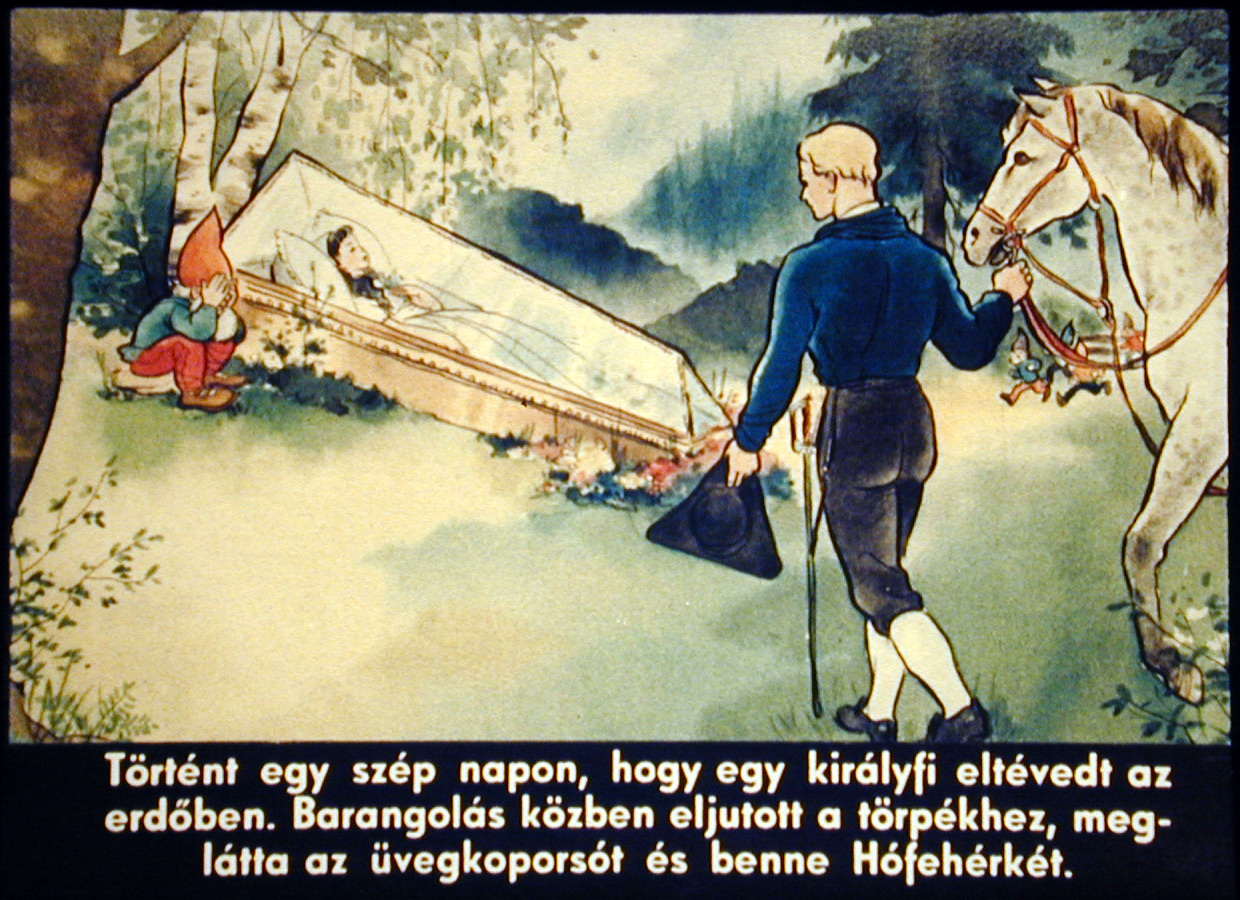 Történt egy szép napon, hogy egy királyfi eltévedt az
erdőben. Barangolás közben eljutott a törpékhez, meg-
látta az üvegkoporsót és benne Hófehérkét.